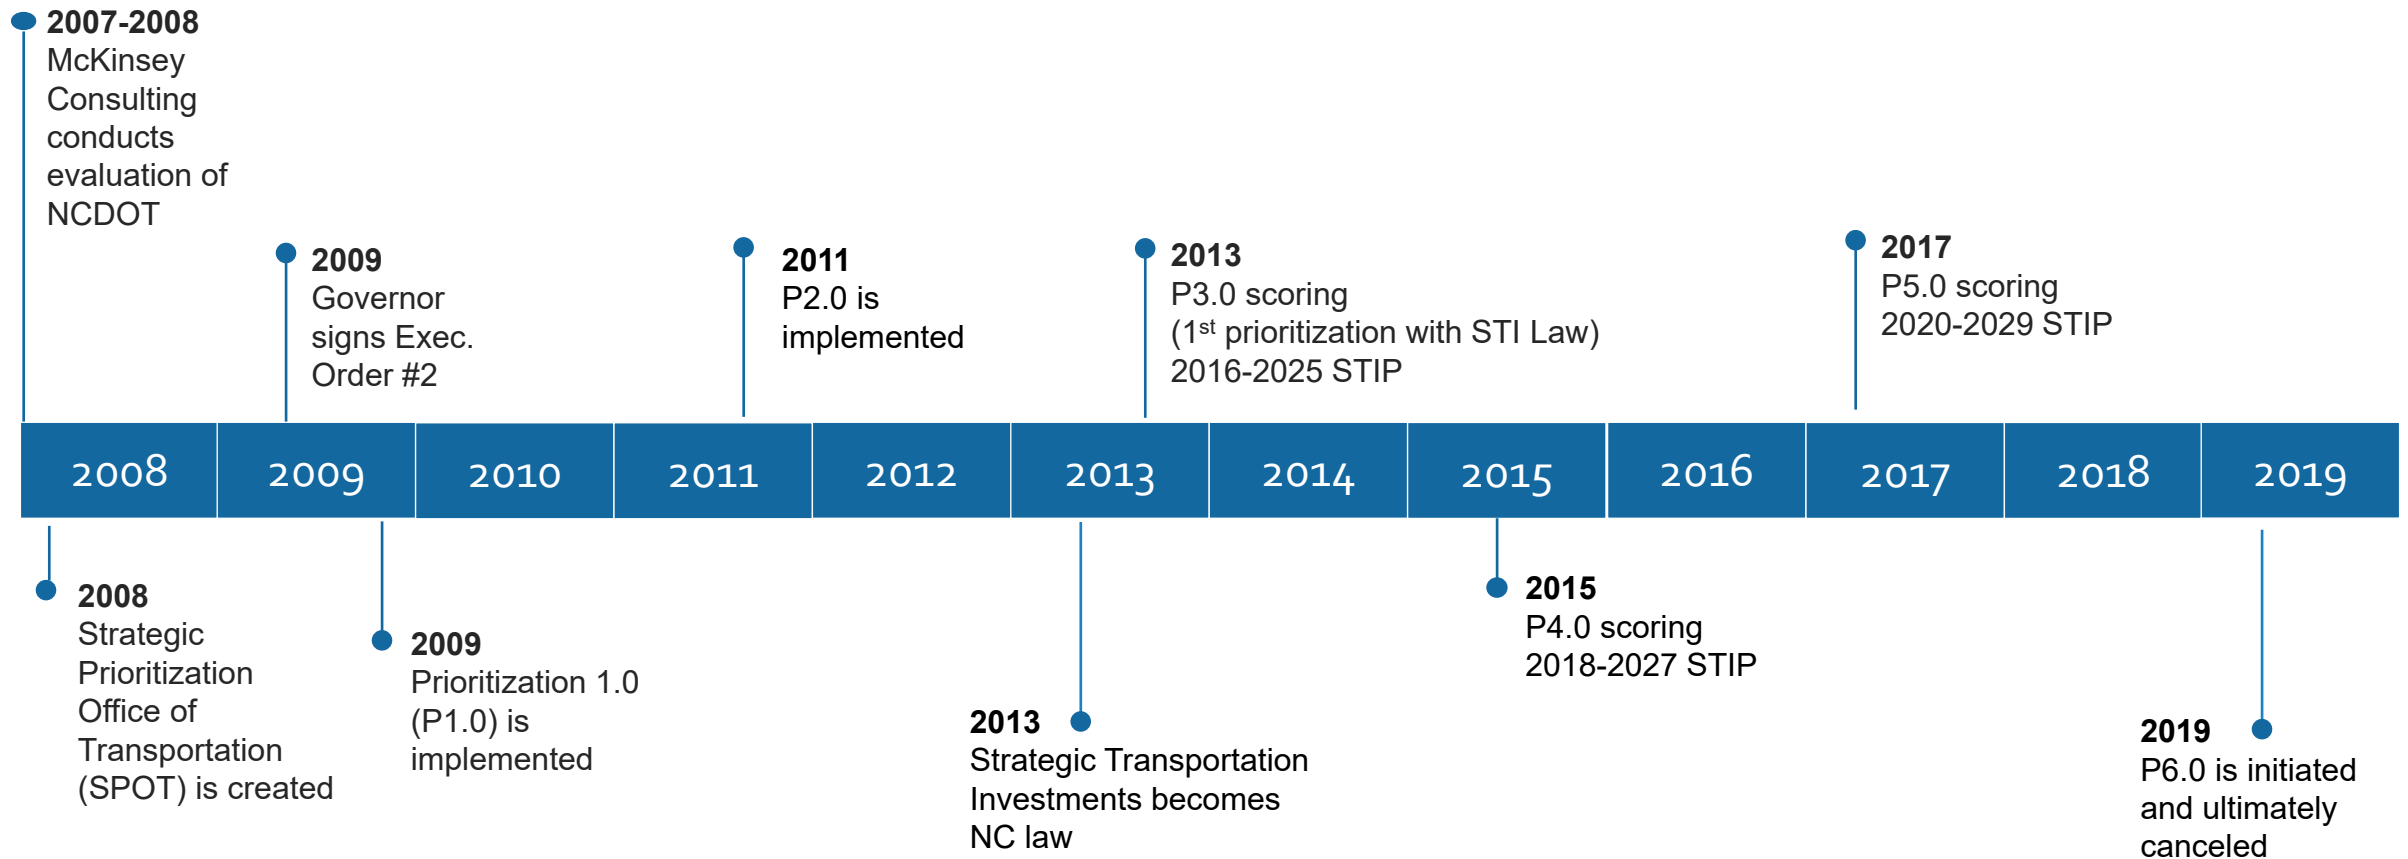 2007-2008
McKinsey
Consulting
conducts
evaluation of
NCDOT
2009
Governor
signs Exec.
Order #2
2011
P2.0 is
implemented
2013
P3.0 scoring
(1st prioritization with STI Law)
2016-2025 STIP
2017
P5.0 scoring
2020-2029 STIP
2008 2009 2010 2011 2012 2013 2014 2015 2016 2017 2018 2019
2008
Strategic
Prioritization
Office of
Transportation
(SPOT) is created
2009
Prioritization 1.0
(P1.0) is
implemented
2013
Strategic Transportation
Investments becomes
NC law
2015
P4.0 scoring
2018-2027 STIP
2019
P6.0 is initiated
and ultimately
canceled